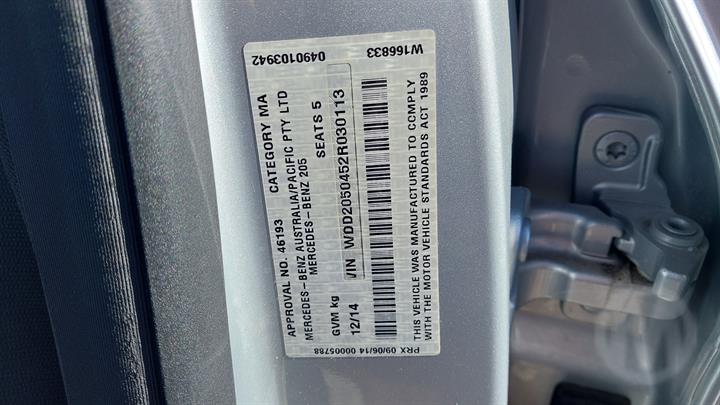 0490103942 W166833
APPROVAL NO. 46193 CATEGORY MA
MERCEDES-BENZ AUSTRALIA/PACIFIC PTY LTD
MERCEDES-BENZ 205
GVM kg SEATS 5
12/14 VIN WDD2050452R030113
THIS VEHICLE WAS MANUFACTURED TO COMPLY
WITH THE MOTOR VEHICLE STANDARDS ACT 1989
PRX 09/06/14 00005788